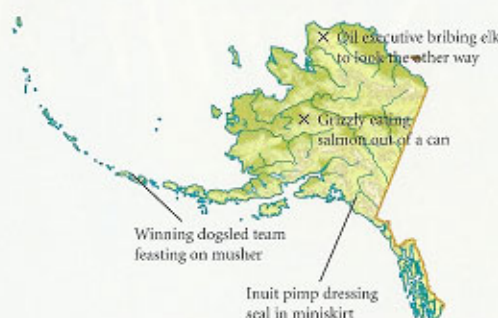 Oil executive bribing elk
to look the other way
Grizzly eating
salmon out of a can
Winning dogsled team
feasting on musher
Inuit pimp dressing
seal in miniskirt